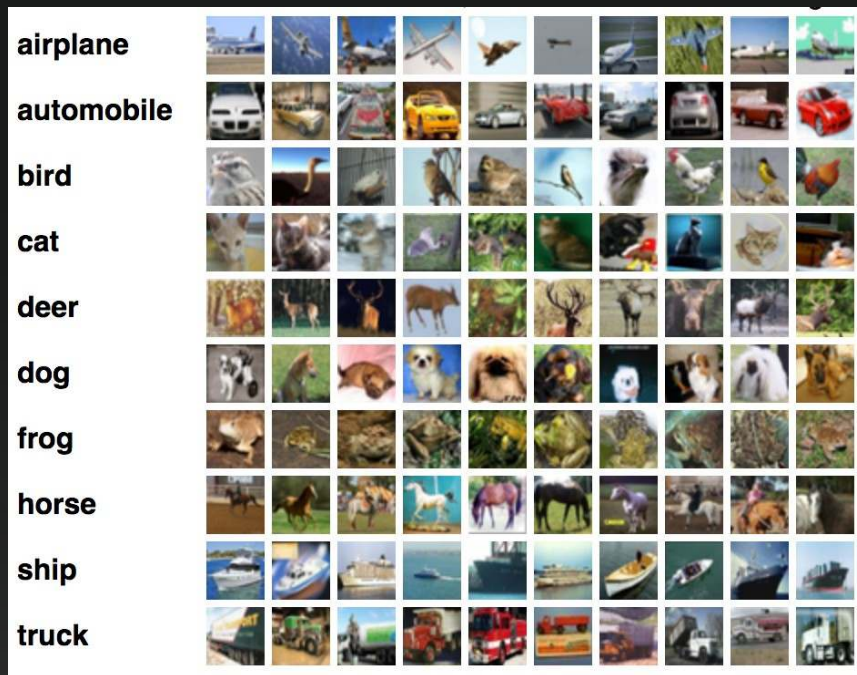 airplane
automobile
bird
cat
deer
dog
frog
horse
ship
truck